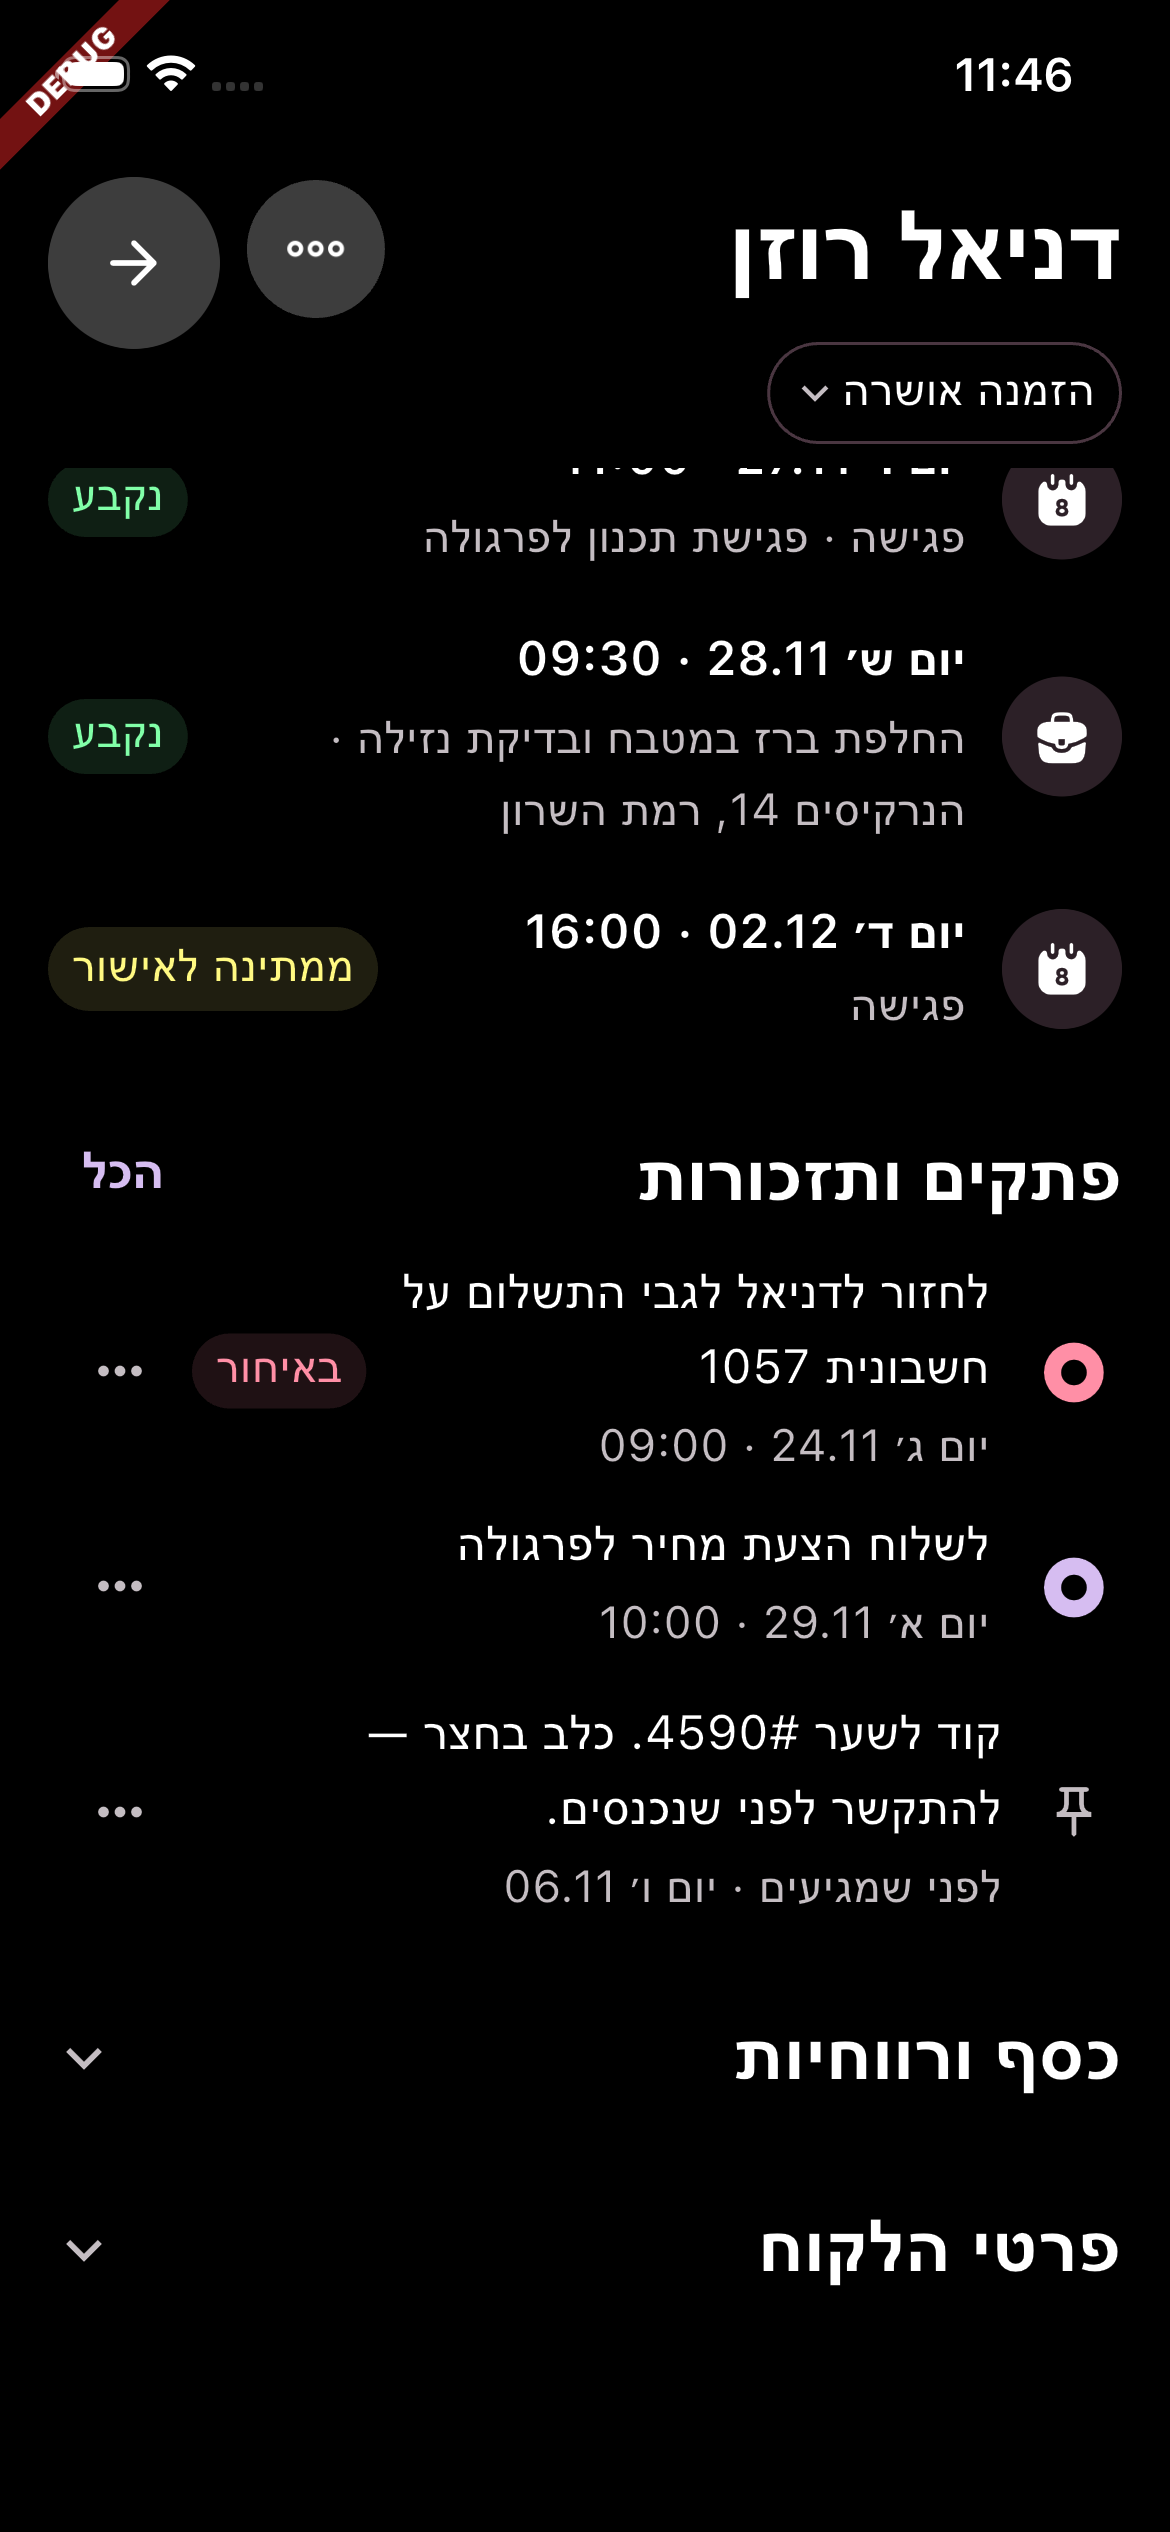 DEBUG
11:46
דניאל רוזן
הזמנה אושרה
נקבע
פגישה · פגישת תכנון לפרגולה
8
יום ש׳ 28.11 · 09:30
החלפת ברז במטבח ובדיקת נזילה ·
הנרקיסים 14, רמת השרון
נקבע
יום ד׳ 02.12 · 16:00
פגישה
8
ממתינה לאישור
פתקים ותזכורות
הכל
לחזור לדניאל לגבי התשלום על
חשבונית 1057
יום ג׳ 24.11 · 09:00
באיחור
לשלוח הצעת מחיר לפרגולה
יום א׳ 29.11 · 10:00
קוד לשער #4590. כלב בחצר —
להתקשר לפני שנכנסים.
לפני שמגיעים · יום ו׳ 06.11
כסף ורווחיות
פרטי הלקוח